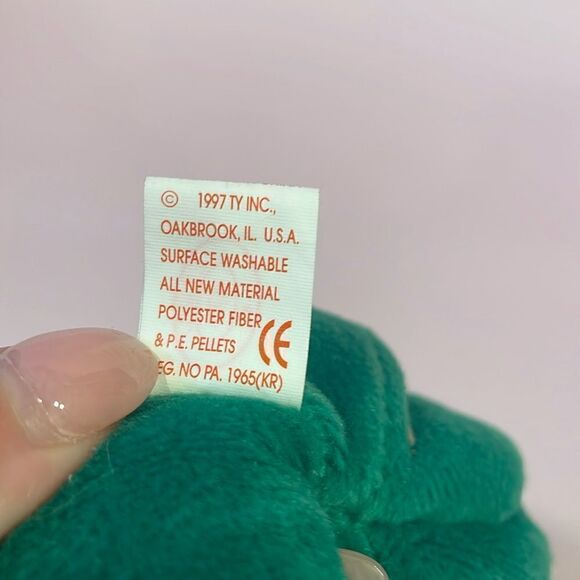 © 1997 TY INC.,
OAKBROOK, IL. U.S.A.
SURFACE WASHABLE
ALL NEW MATERIAL
POLYESTER FIBER
& P.E. PELLETS CE
EG. NO PA. 1965(KR)